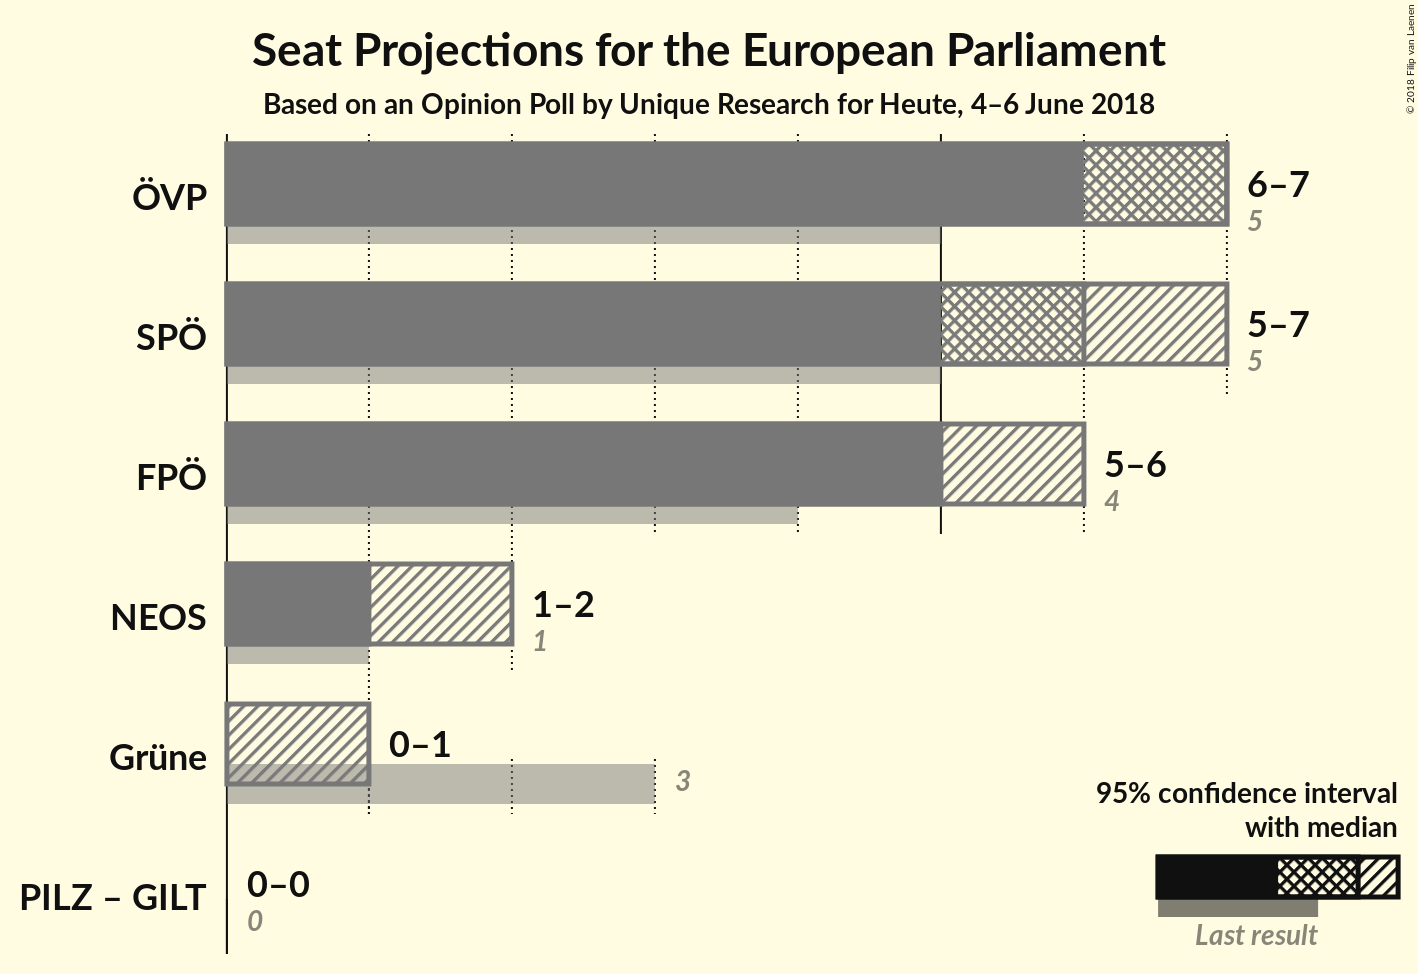 Seat Projections for the European Parliament
Based on an Opinion Poll by Unique Research for Heute, 4–6 June 2018
© 2018 Filip van Laenen
ÖVP
6–7
5
SPÖ
5–7
5
FPÖ
5–6
4
NEOS
1–2
1
Grüne
0–1
3
PILZ – GILT
0–0
0
95% confidence interval
with median
Last result